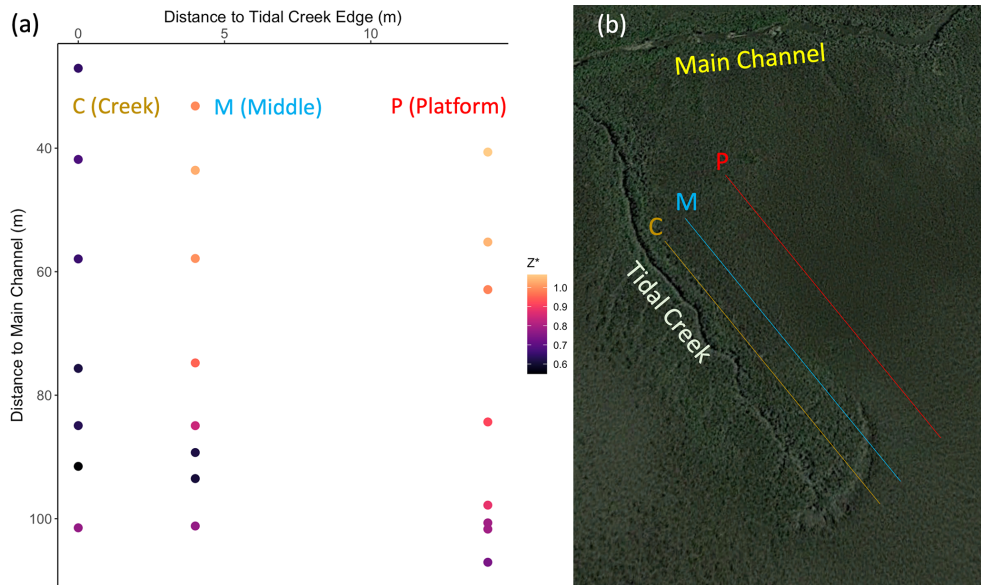 (a)
Distance to Tidal Creek Edge (m)
0 5 10
C (Creek) M (Middle) P (Platform)
Distance to Main Channel (m)
40
60
80
100
Z*
1.0
0.9
0.8
0.7
0.6
(b)
Main Channel
P
M
C
Tidal Creek